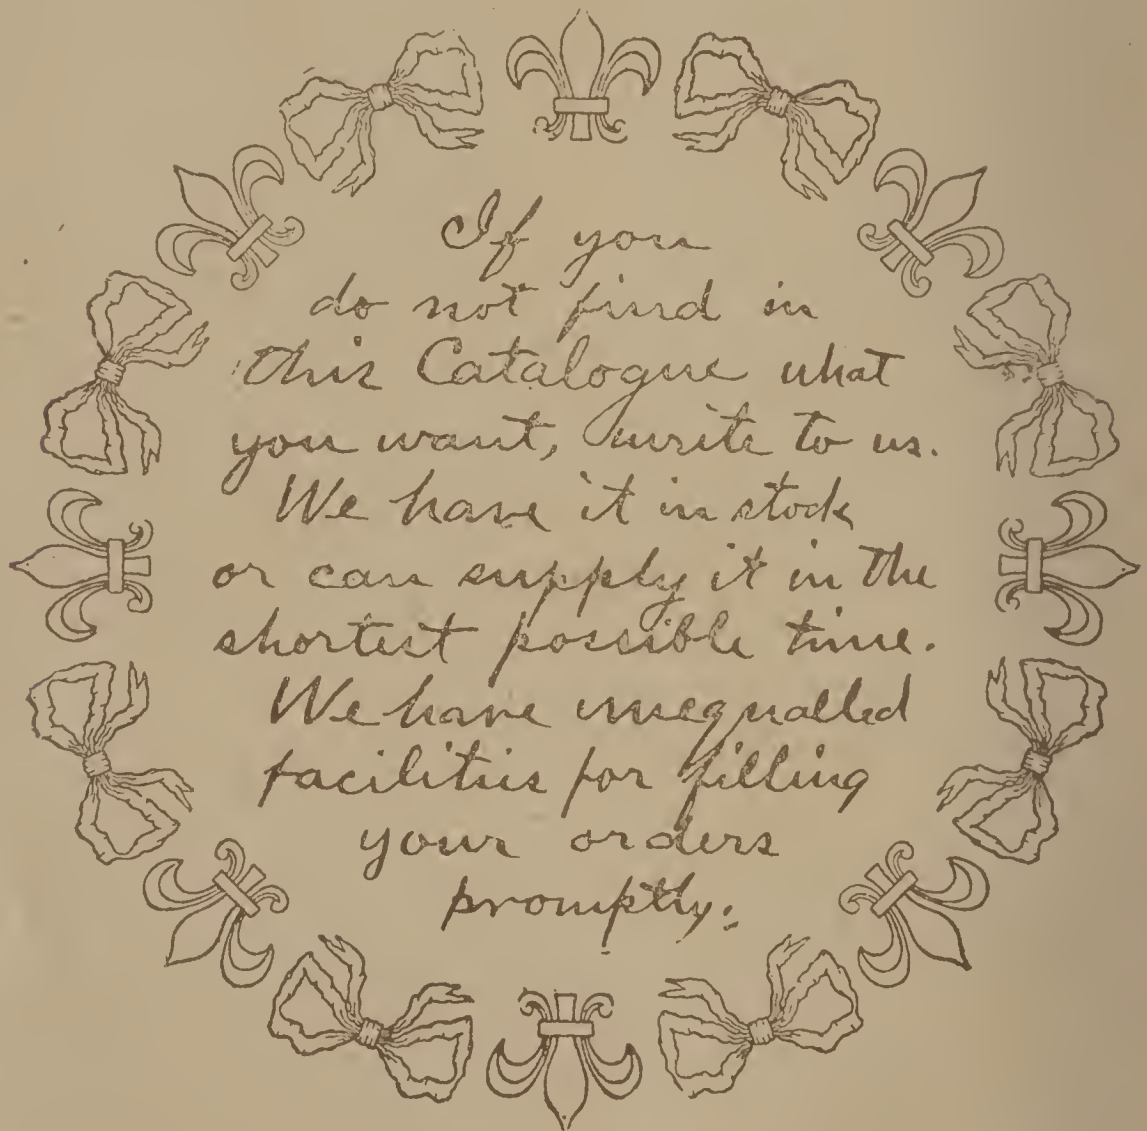 If you
do not find in
this Catalogue what
you want, write to us.
We have it in stock
or can supply it in the
shortest possible time.
We have unequalled
facilities for filling
your orders
promptly.